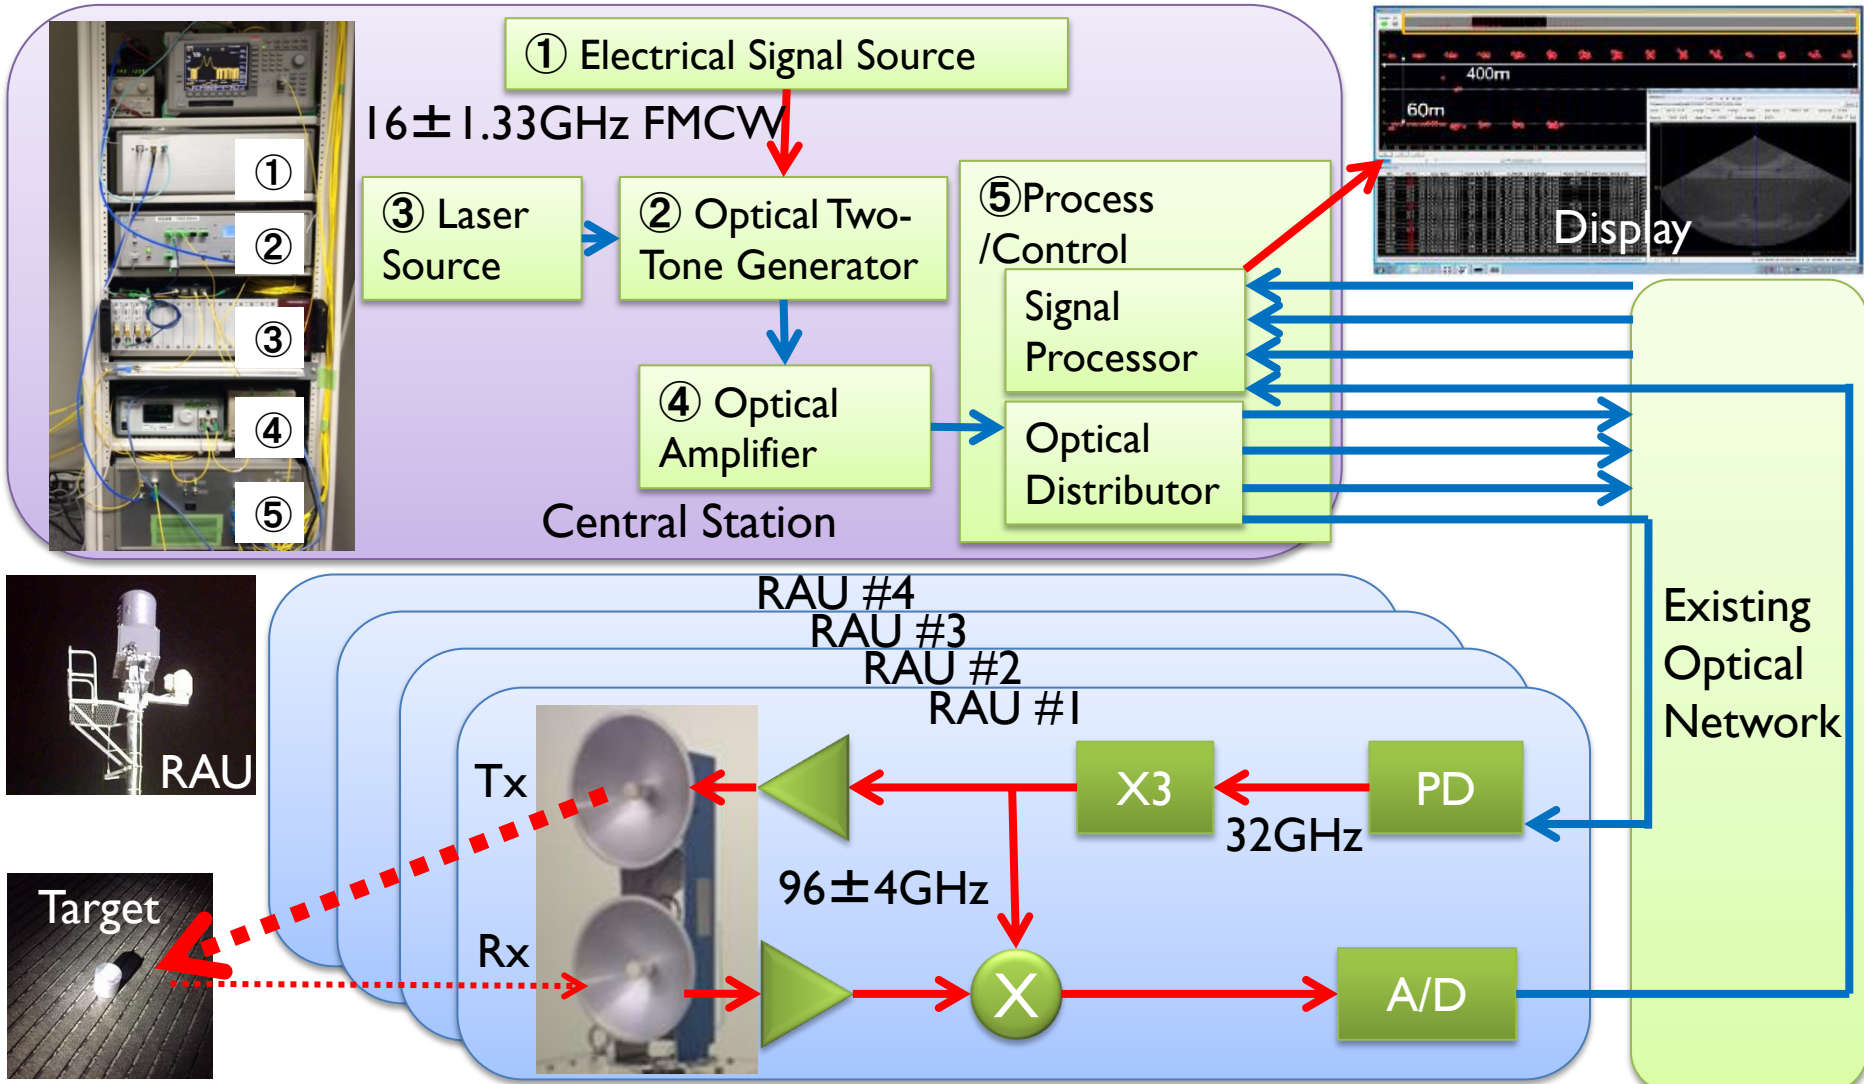 ① Electrical Signal Source
16±1.33GHz FMCW
③ Laser
Source
② Optical Two-
Tone Generator
④ Optical
Amplifier
⑤Process
/Control
Signal
Processor
Optical
Distributor
Central Station
①
②
③
④
⑤
400m
60m
Display
Existing
Optical
Network
RAU #4
RAU #3
RAU #2
RAU #1
RAU
Target
Tx
Rx
X3
PD
32GHz
96±4GHz
X
A/D